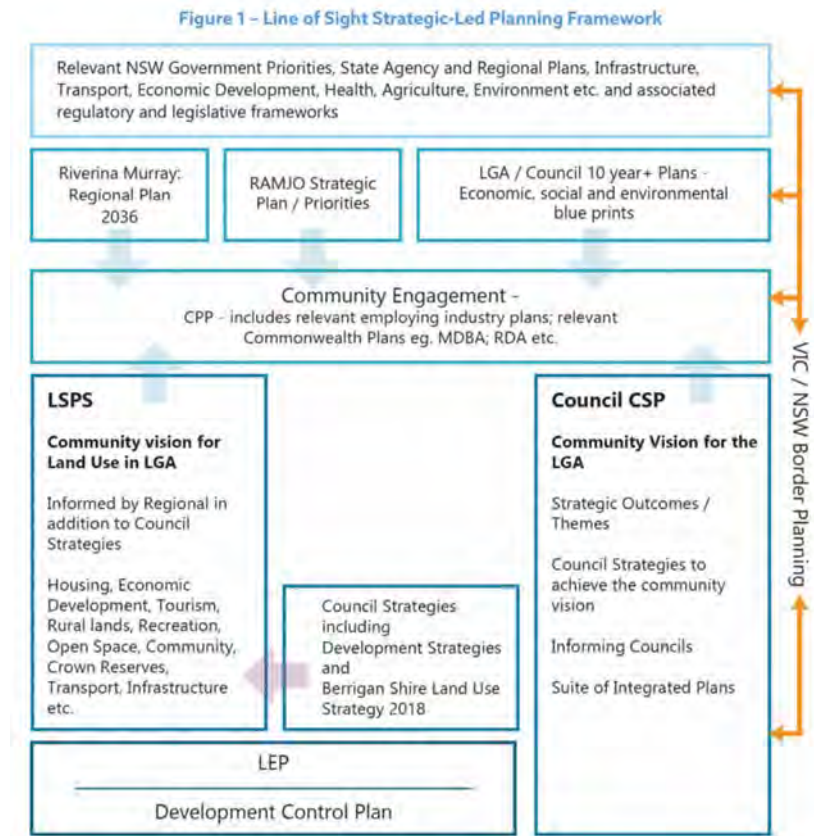 Figure 1 – Line of Sight Strategic-Led Planning Framework
Relevant NSW Government Priorities, State Agency and Regional Plans, Infrastructure,
Transport, Economic Development, Health, Agriculture, Environment etc. and associated
regulatory and legislative frameworks
Riverina Murray:
Regional Plan
2036
RAMJO Strategic
Plan / Priorities
LGA / Council 10 year+ Plans -
Economic, social and environmental
blue prints
Community Engagement -
CPP - includes relevant employing industry plans; relevant
Commonwealth Plans eg. MDBA; RDA etc.
LSPS
Community vision for
Land Use in LGA
Informed by Regional in
addition to Council
Strategies
Housing, Economic
Development, Tourism,
Rural lands, Recreation,
Open Space, Community,
Crown Reserves,
Transport, Infrastructure
etc.
Council Strategies
including
Development Strategies
and
Berrigan Shire Land Use
Strategy 2018
Council CSP
Community Vision for the
LGA
Strategic Outcomes /
Themes
Council Strategies to
achieve the community
vision
Informing Councils
Suite of Integrated Plans
LEP
Development Control Plan
VIC / NSW Border Planning